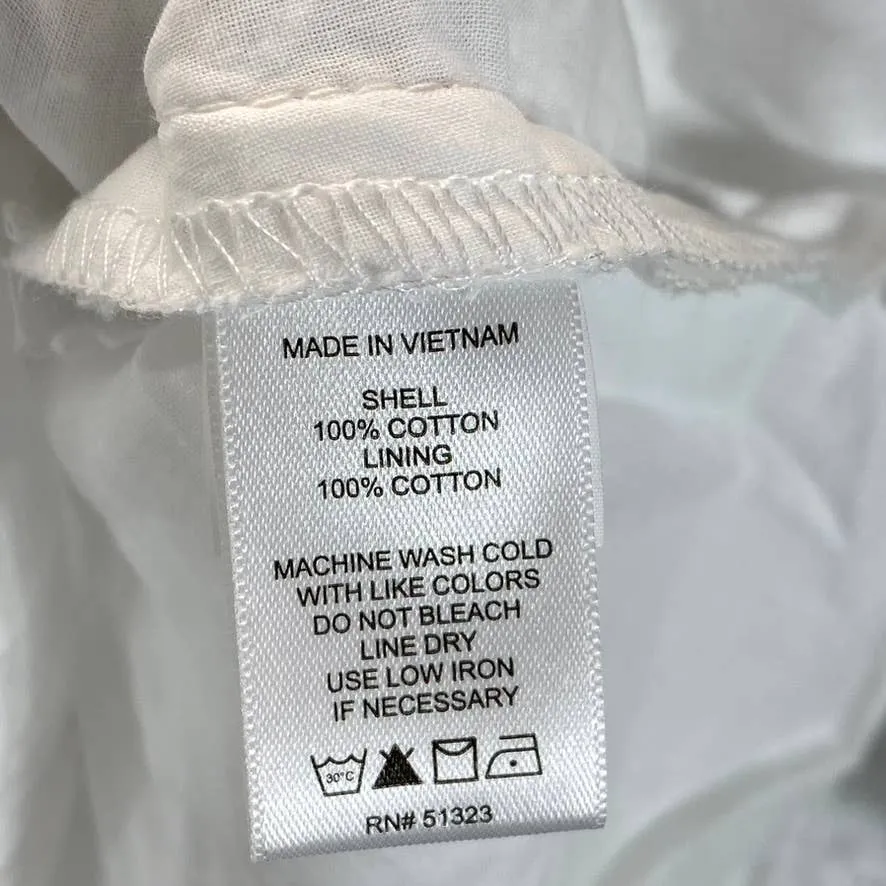 MADE IN VIETNAM
SHELL
100% COTTON
LINING
100% COTTON
MACHINE WASH COLD
WITH LIKE COLORS
DO NOT BLEACH
LINE DRY
USE LOW IRON
IF NECESSARY
30°C
RN# 51323